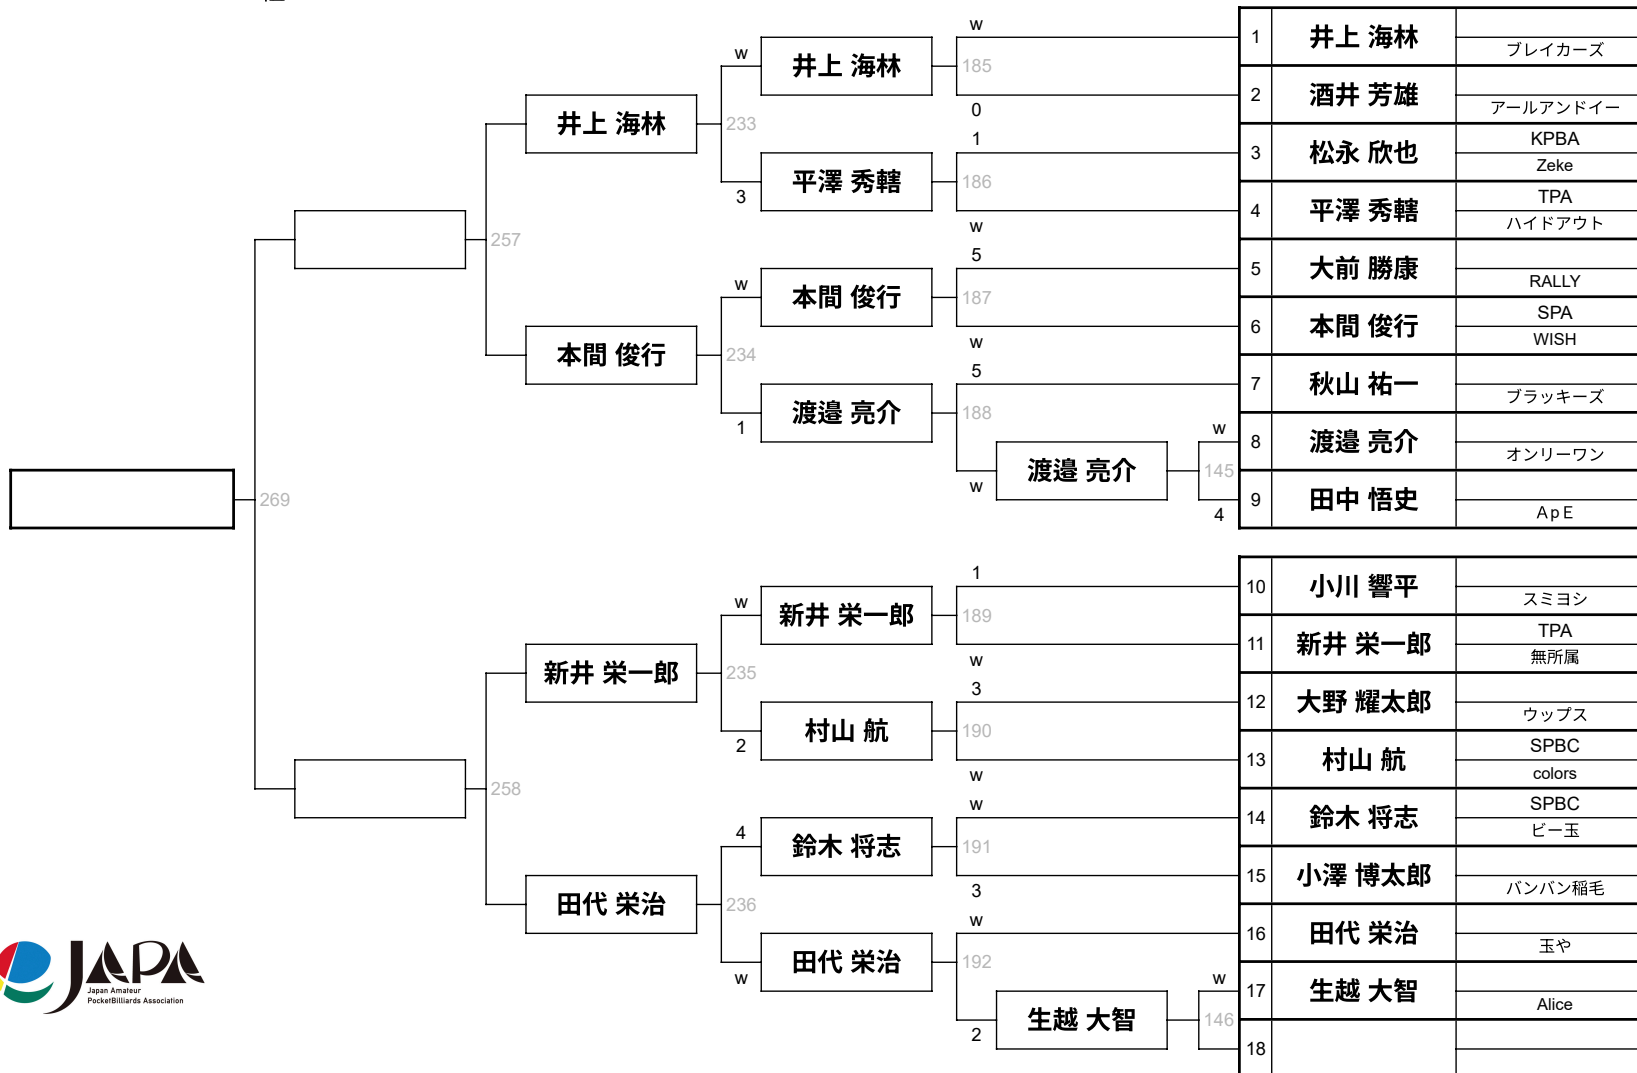 1
井上 海林
ブレイカーズ
2
酒井 芳雄
アールアンドイー
3
松永 欣也
KPBA
Zeke
4
平澤 秀轄
TPA
ハイドアウト
5
大前 勝康
RALLY
6
本間 俊行
SPA
WISH
7
秋山 祐一
ブラッキーズ
8
渡邉 亮介
オンリーワン
9
田中 悟史
ApE
10
小川 響平
スミヨシ
11
新井 栄一郎
TPA
無所属
12
大野 耀太郎
ウップス
13
村山 航
SPBC
colors
14
鈴木 将志
SPBC
ビー玉
15
小澤 博太郎
バンバン稲毛
16
田代 栄治
玉や
17
生越 大智
Alice
18
w
145
4
渡邉 亮介
w
146
生越 大智
w
185
0
1
186
w
5
187
w
5
188
w
1
189
w
3
190
w
w
191
3
w
192
2
w
井上 海林
233
3
平澤 秀轄
w
本間 俊行
234
1
渡邉 亮介
w
新井 栄一郎
235
2
村山 航
4
鈴木 将志
236
w
田代 栄治
井上 海林
257
本間 俊行
新井 栄一郎
258
田代 栄治
269
JAPA
Japan Amateur
PocketBilliards Association